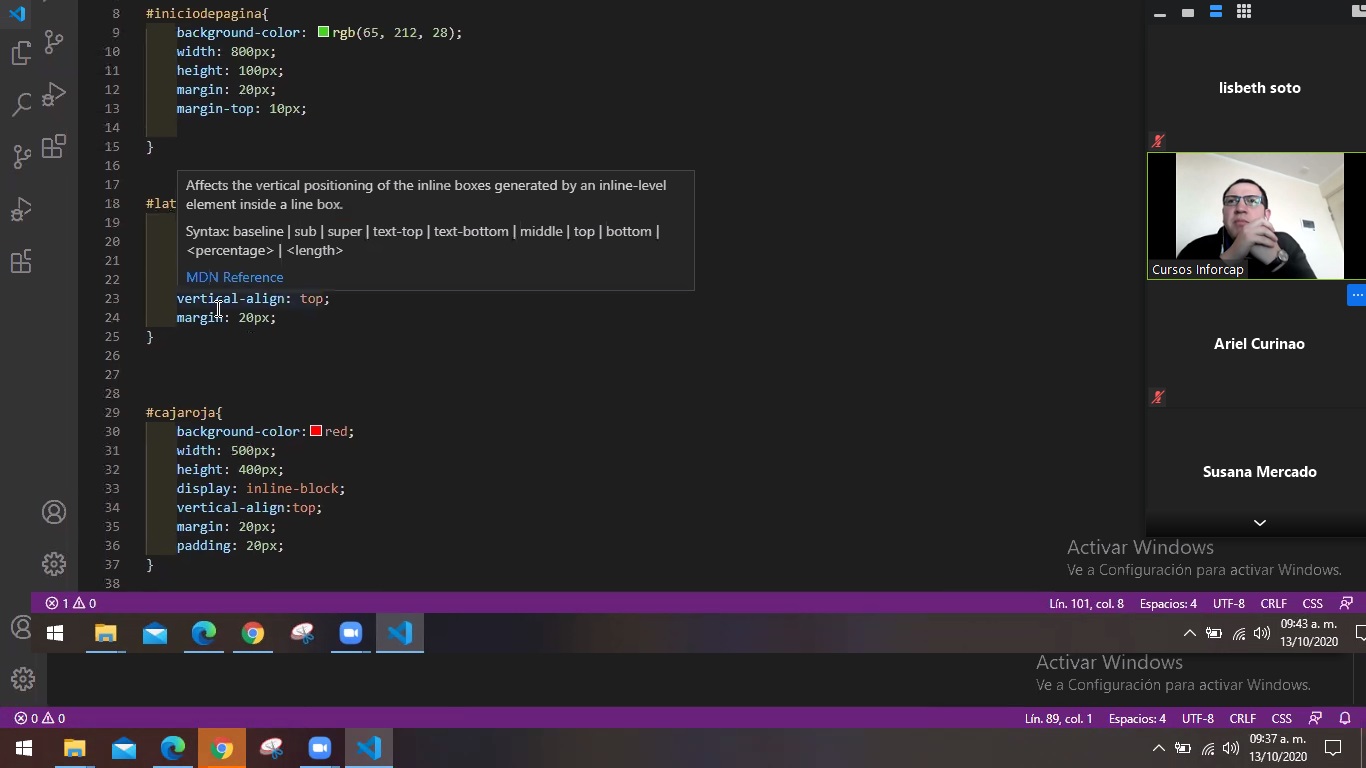 8 #iniciodepagina{
9 background-color: rgb(65, 212, 28);
10 width: 800px;
11 height: 100px;
12 margin: 20px;
13 margin-top: 10px;
14
15 }
16
17
18 #lat
19
20
21
22
Affects the vertical positioning of the inline boxes generated by an inline-level
element inside a line box.
Syntax: baseline | sub | super | text-top | text-bottom | middle | top | bottom |
<percentage> | <length>
MDN Reference
23 vertical-align: top;
24 margin: 20px;
25 }
26
27
28
29 #cajaroja{
30 background-color: red;
31 width: 500px;
32 height: 400px;
33 display: inline-block;
34 vertical-align:top;
35 margin: 20px;
36 padding: 20px;
37 }
38
lisbeth soto
Cursos Inforcap
Ariel Curinao
Susana Mercado
Activar Windows
Ve a Configuración para activar Windows.
1 0 Lín. 101, col. 8 Espacios: 4 UTF-8 CRLF CSS
09:43 a. m.
13/10/2020
Activar Windows
Ve a Configuración para activar Windows.
0 0 Lín. 89, col. 1 Espacios: 4 UTF-8 CRLF CSS
09:37 a. m.
13/10/2020